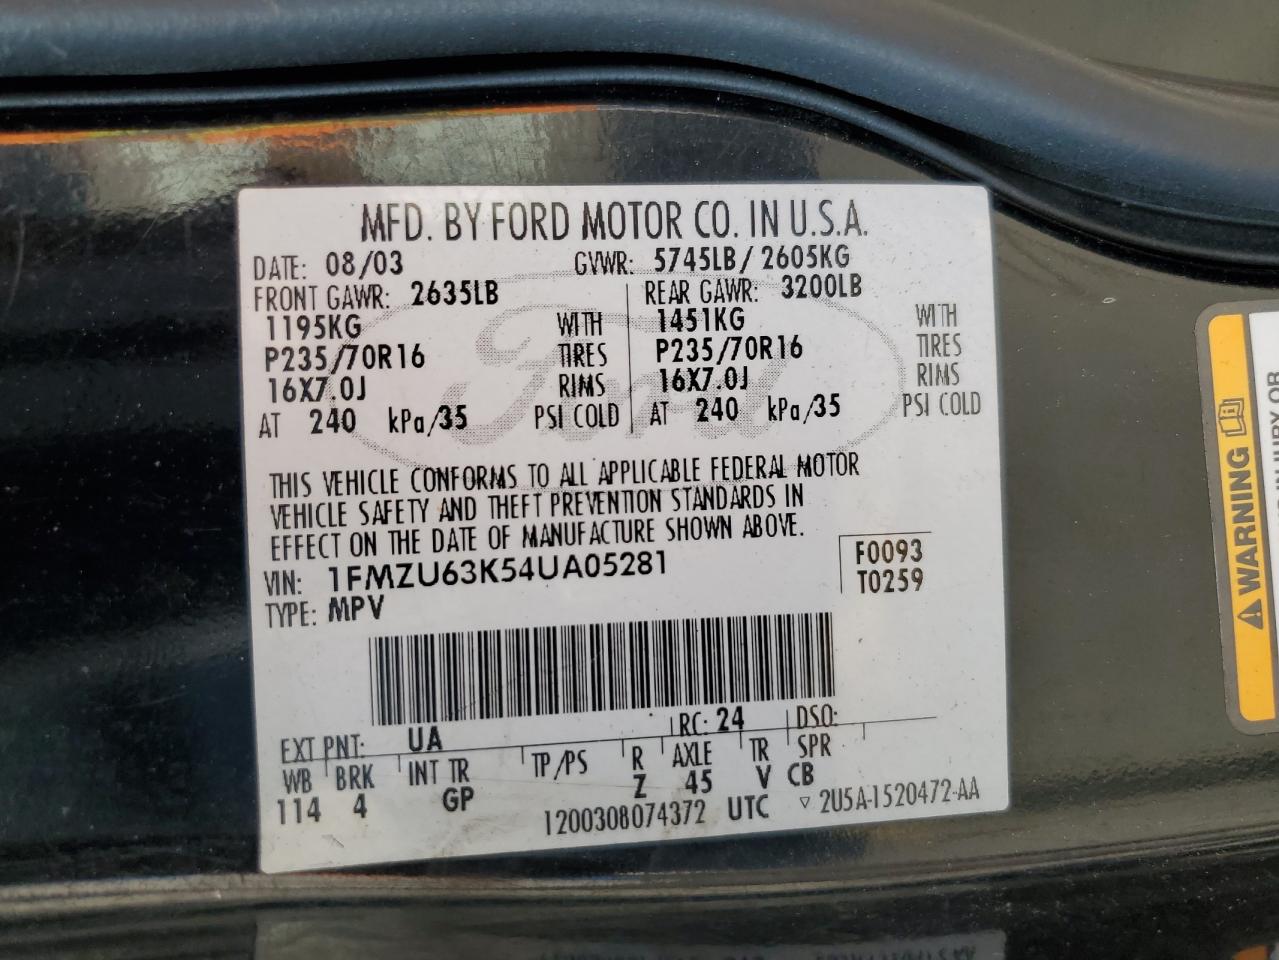 MFD. BY FORD MOTOR CO. IN U.S.A.
DATE: 08/03 GVWR: 5745LB/2605KG
FRONT GAWR: 2635LB REAR GAWR: 3200LB
1195KG WITH 1451KG WITH
P235/70R16 TIRES P235/70R16 TIRES
16X7.0J RIMS 16X7.0J RIMS
AT 240 kPa/35 PSI COLD AT 240 kPa/35 PSI COLD
Ford
THIS VEHICLE CONFORMS TO ALL APPLICABLE FEDERAL MOTOR
VEHICLE SAFETY AND THEFT PREVENTION STANDARDS IN
EFFECT ON THE DATE OF MANUFACTURE SHOWN ABOVE.
VIN: 1FMZU63K54UA05281 F0093
TYPE: MPV T0259
EXT PNT: UA RC: 24 DSO:
WB BRK INT TR TP/PS R AXLE TR SPR
114 4 GP Z 45 V CB
1200308074372 UTC 2U5A-1520472-AA
WARNING
INJURY OR